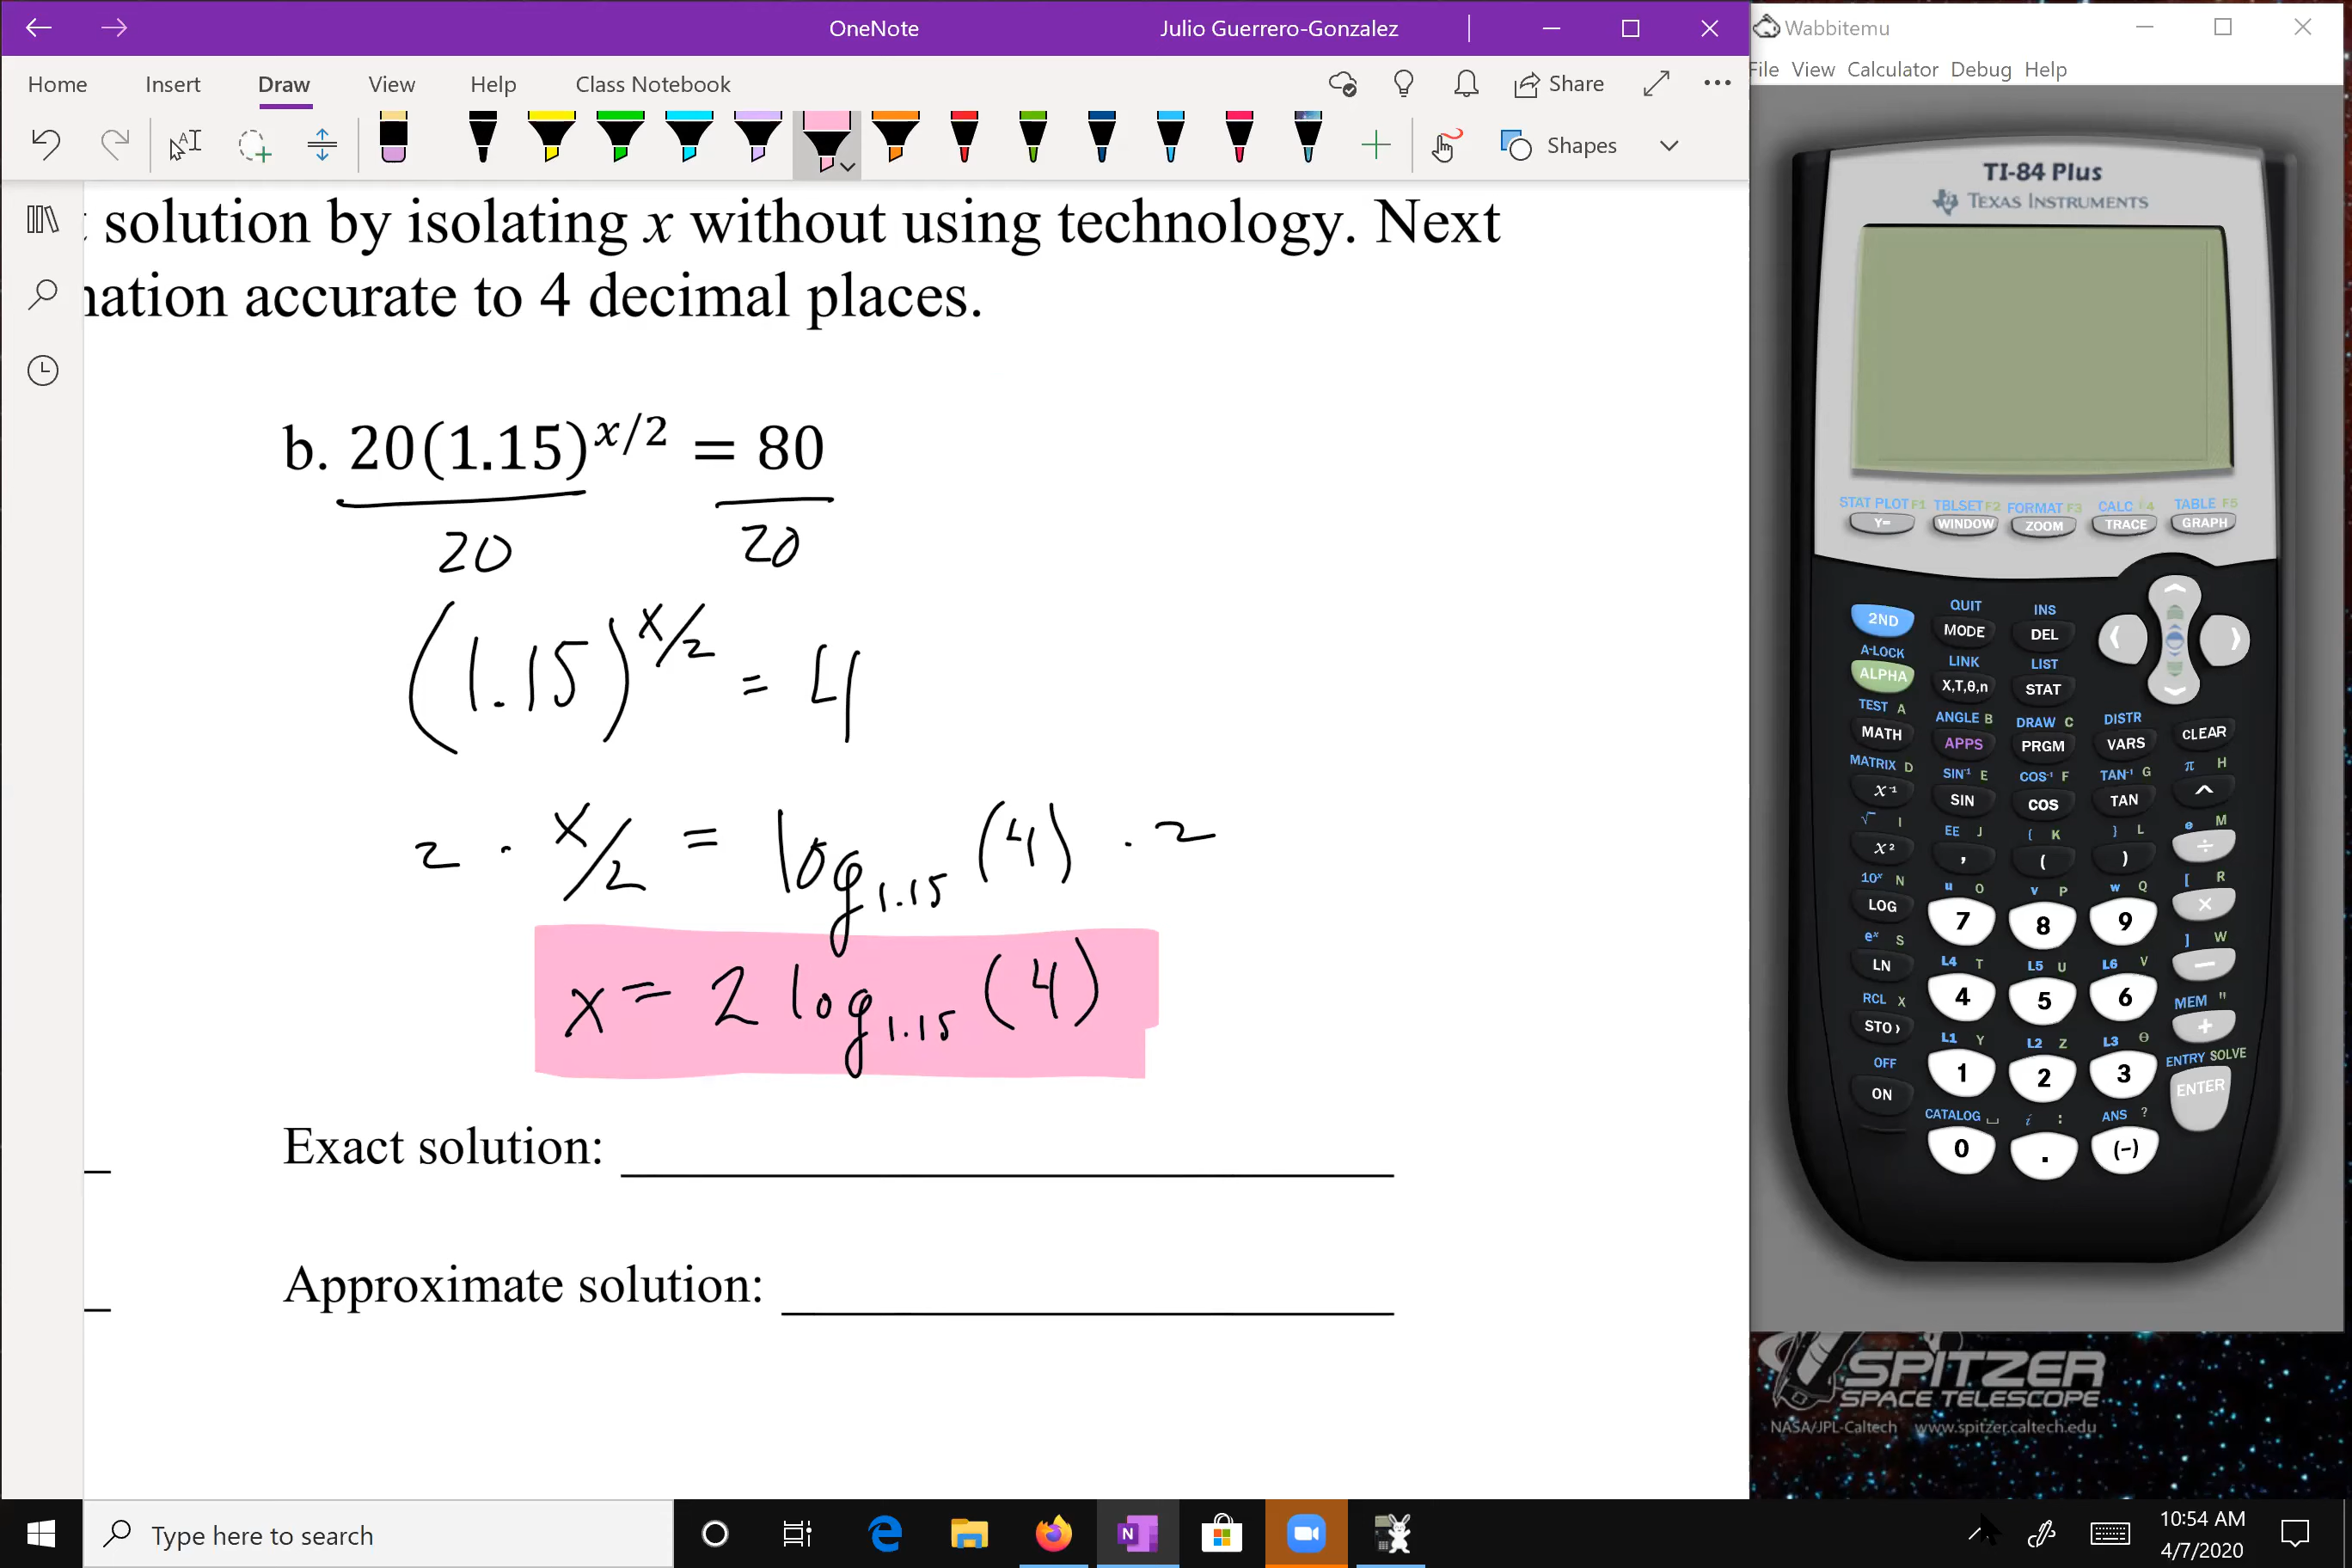 OneNote
Julio Guerrero-Gonzalez
Home Insert Draw View Help Class Notebook
Share
Shapes
solution by isolating x without using technology. Next
nation accurate to 4 decimal places.
b. 20(1.15)^{x/2} = 80
20 20
(1.15)^{x/2} = 4
2 · x/2 = log_{1.15} (4) · 2
x = 2 log_{1.15} (4)
Exact solution:
Approximate solution:
Wabbitemu
File View Calculator Debug Help
TI-84 Plus
TEXAS INSTRUMENTS
STAT PLOT F1 TBLSET F2 FORMAT F3 CALC F4 TABLE F5
Y= WINDOW ZOOM TRACE GRAPH
QUIT INS
2ND MODE DEL
A-LOCK LINK LIST
ALPHA X,T,θ,n STAT
TEST A ANGLE B DRAW C DISTR
MATH APPS PRGM VARS CLEAR
MATRIX D SIN⁻¹ E COS⁻¹ F TAN⁻¹ G π H
x⁻¹ SIN COS TAN ^
√ I EE J { K } L e M
x² , ( ) ÷
10ˣ N u O v P w Q [ R
LOG 7 8 9 ×
eˣ S L4 T L5 U L6 V ] W
LN 4 5 6 −
RCL X L1 Y L2 Z L3 θ MEM "
STO› 1 2 3 +
OFF CATALOG ⎵ i : ANS ? ENTRY SOLVE
ON 0 . (−) ENTER
SPITZER
SPACE TELESCOPE
NASA/JPL-Caltech www.spitzer.caltech.edu
Type here to search
N
10:54 AM
4/7/2020